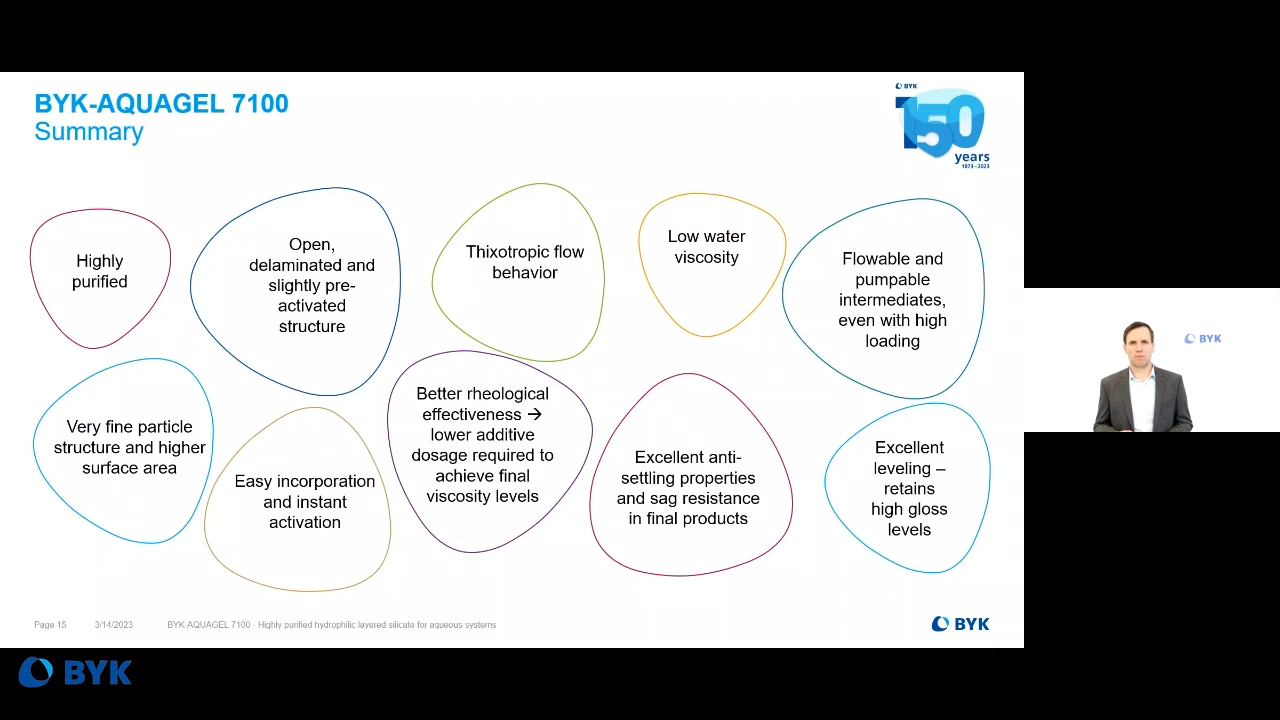 BYK-AQUAGEL 7100
Summary
BYK
150
years
1873–2023
Highly
purified
Open,
delaminated and
slightly pre-
activated
structure
Thixotropic flow
behavior
Low water
viscosity
Flowable and
pumpable
intermediates,
even with high
loading
Very fine particle
structure and higher
surface area
Easy incorporation
and instant
activation
Better rheological
effectiveness →
lower additive
dosage required to
achieve final
viscosity levels
Excellent anti-
settling properties
and sag resistance
in final products
Excellent
leveling –
retains
high gloss
levels
BYK
Page 15 3/14/2023 BYK-AQUAGEL 7100 - Highly purified hydrophilic layered silicate for aqueous systems
BYK
BYK